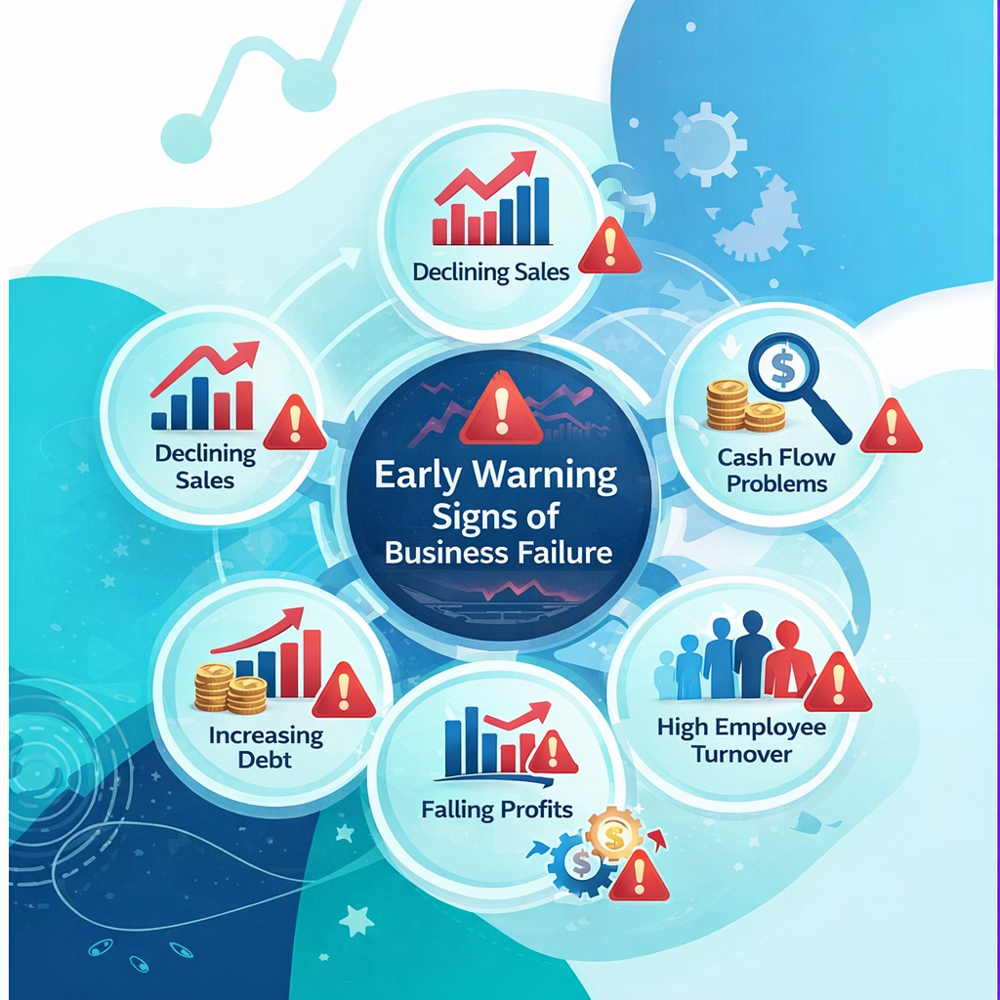 Declining Sales
Declining
Sales
Cash Flow
Problems
Early Warning
Signs of
Business Failure
Increasing
Debt
High Employee
Turnover
Falling Profits
$
$
$